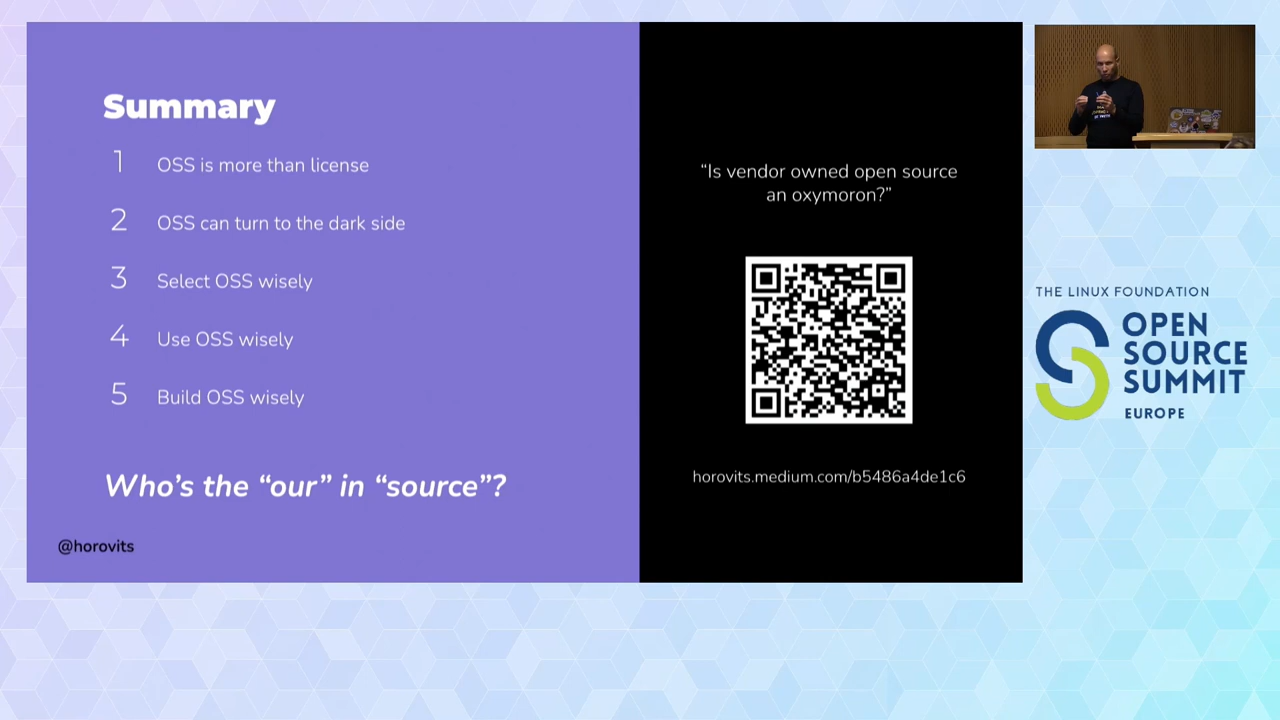 Summary
1 OSS is more than license
2 OSS can turn to the dark side
3 Select OSS wisely
4 Use OSS wisely
5 Build OSS wisely
Who's the “our” in “source”?
@horovits
“Is vendor owned open source
an oxymoron?”
horovits.medium.com/b5486a4de1c6
THE LINUX FOUNDATION
OPEN
SOURCE
SUMMIT
EUROPE